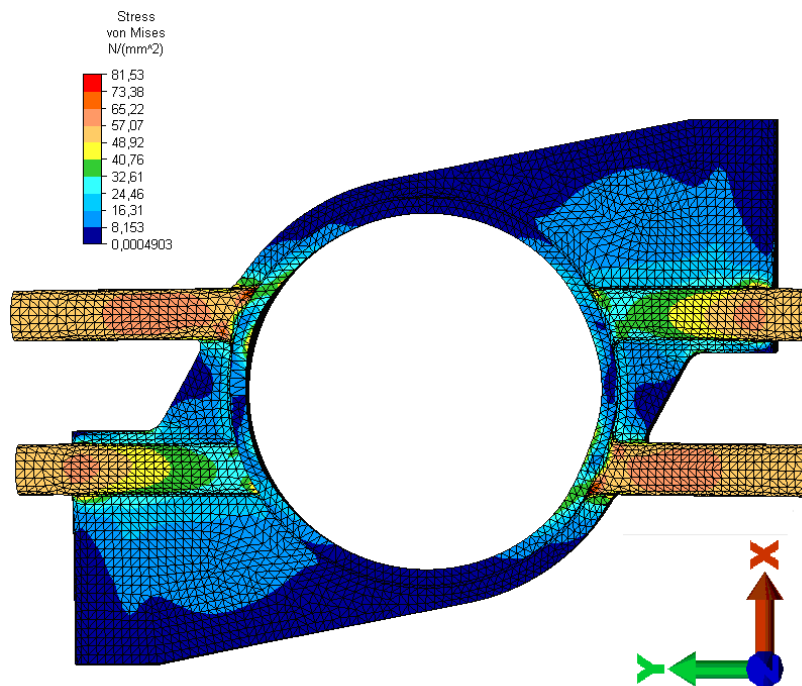 Stress
von Mises
N/(mm^2)
81,53
73,38
65,22
57,07
48,92
40,76
32,61
24,46
16,31
8,153
0,0004903
X
Y